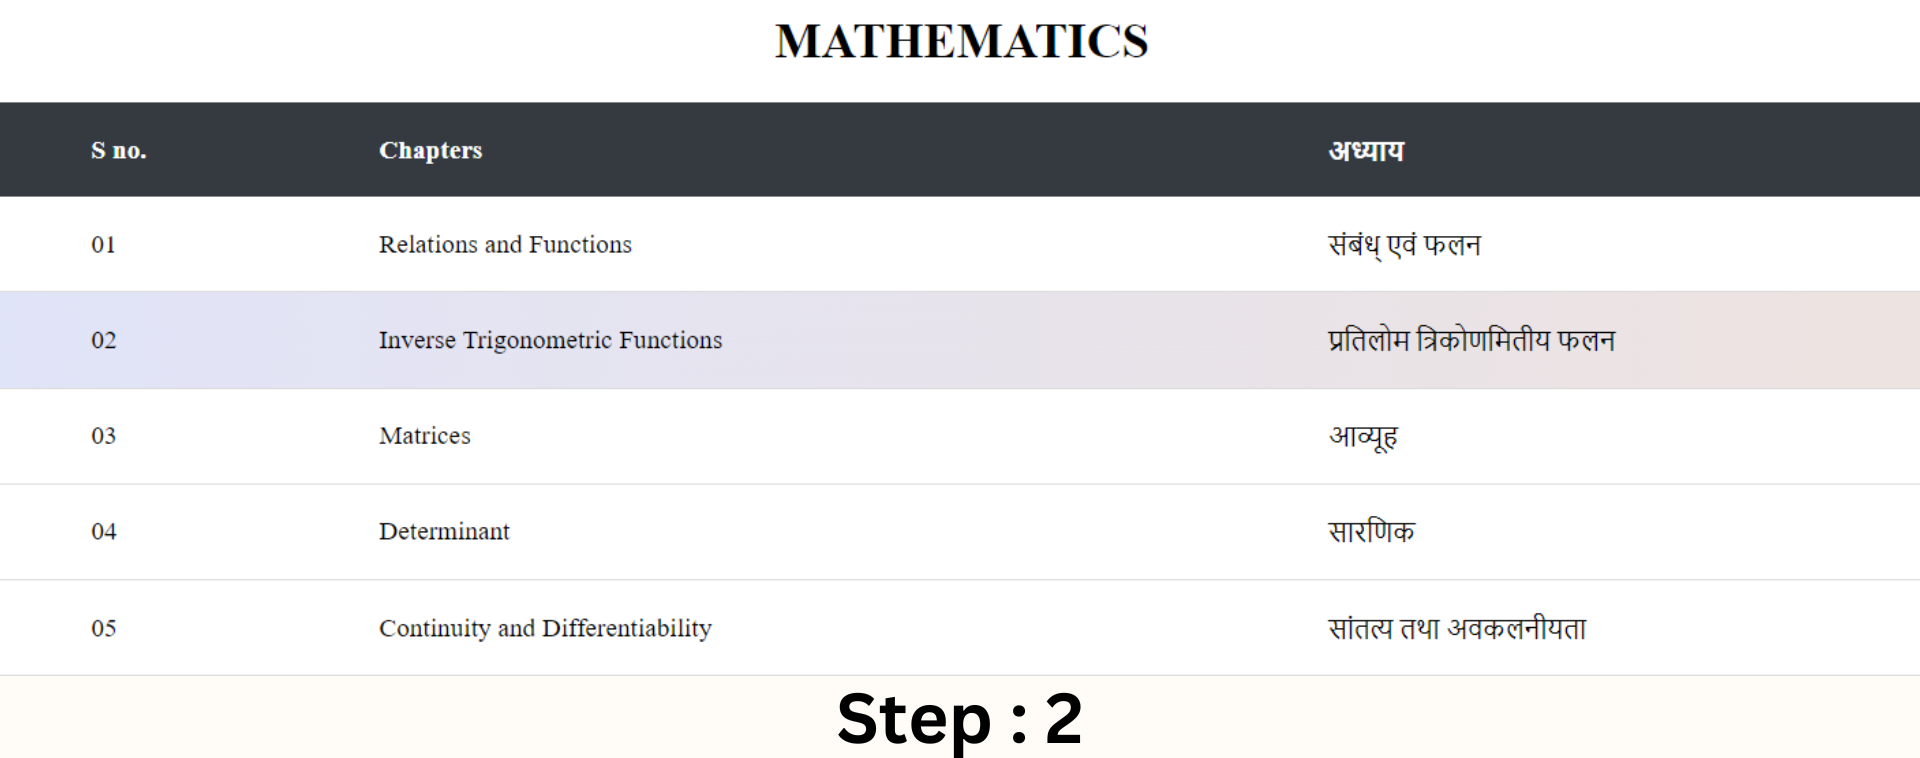 MATHEMATICS
S no. Chapters अध्याय
01 Relations and Functions संबंध् एवं फलन
02 Inverse Trigonometric Functions प्रतिलोम त्रिकोणमितीय फलन
03 Matrices आव्यूह
04 Determinant सारणिक
05 Continuity and Differentiability सांतत्य तथा अवकलनीयता
Step : 2